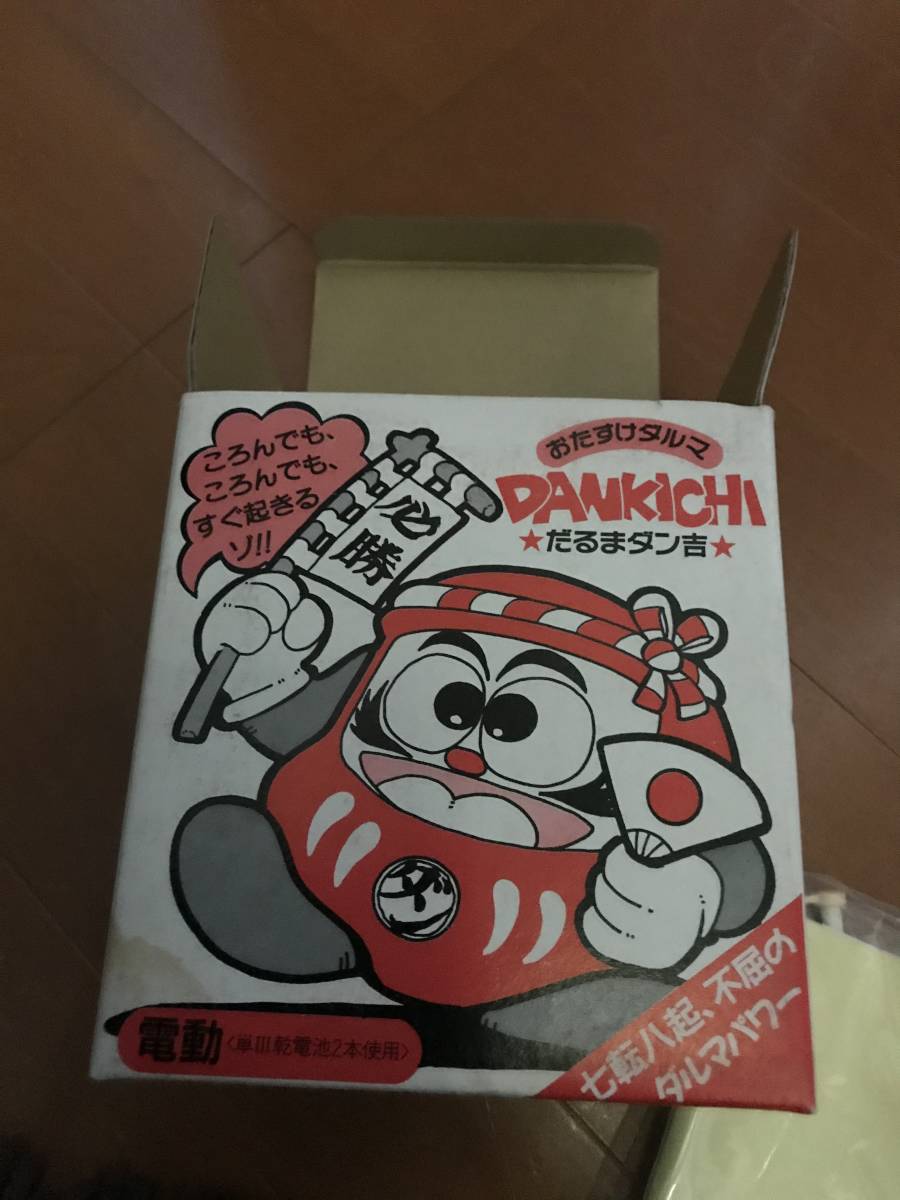 ころんでも、
ころんでも、
すぐ起きる
ゾ!!
必勝
おたすけダルマ
DANKICHI
★だるまダン吉★
ダン
電動〈単III乾電池2本使用〉
七転八起、不屈の
ダルマパワー